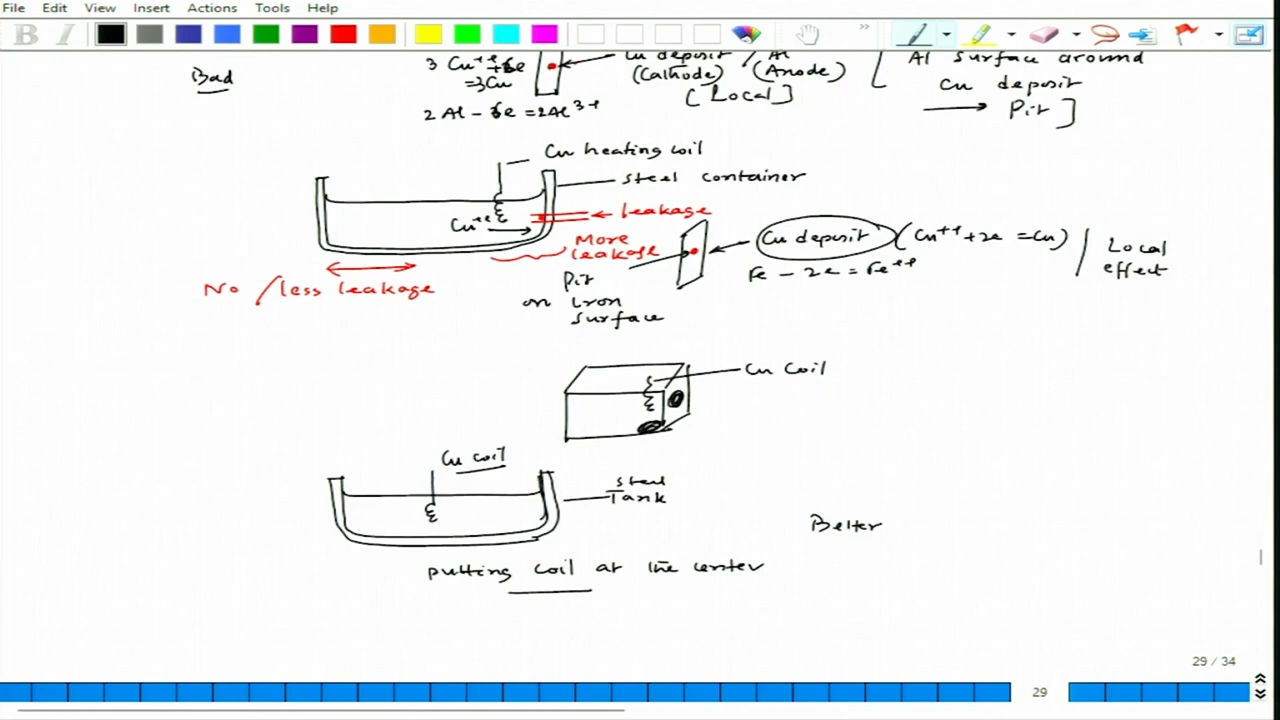 File Edit View Insert Actions Tools Help
B I
Bad
3 Cu++ + 6e
= 3Cu
2 Al - 6e = 2Al3+
Cu deposit / Al
(Cathode) (Anode)
[Local]
[Al surface around
Cu deposit
→ Pit]
Cu heating coil
steel container
Cu++
leakage
More
leakage
No/less leakage
Pit
on iron
surface
Cu deposit (Cu++ + 2e = Cu)
Fe - 2e = Fe++
Local
effect
Cu coil
Cu coil
steel
Tank
Better
putting coil at the center
29 / 34
29